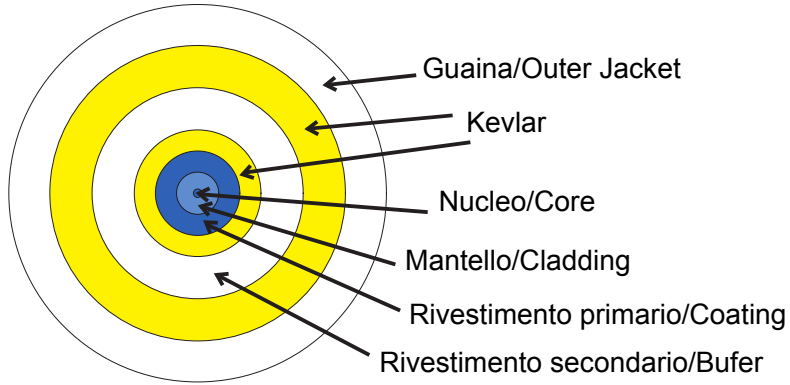 Guaina/Outer Jacket
Kevlar
Nucleo/Core
Mantello/Cladding
Rivestimento primario/Coating
Rivestimento secondario/Bufer